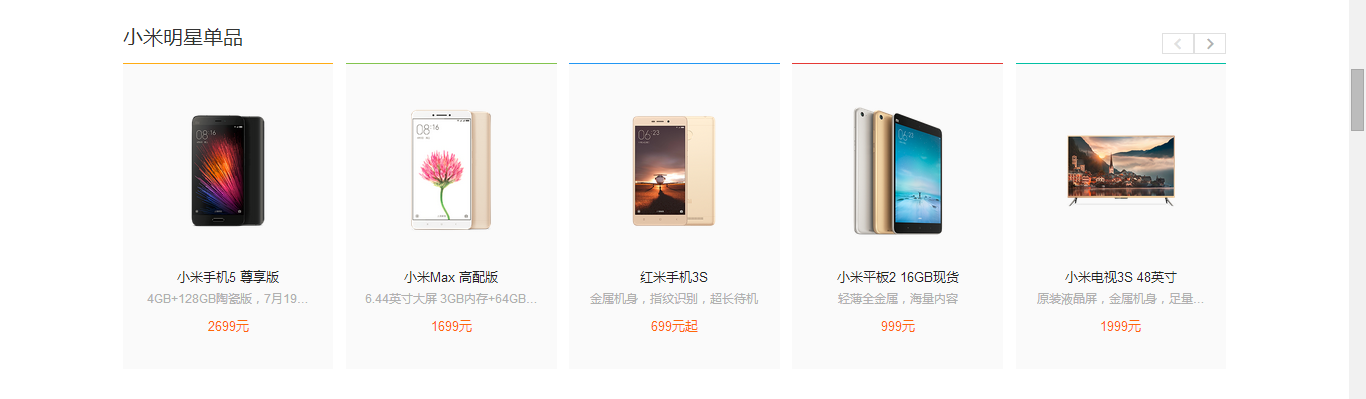 小米明星单品
小米手机5 尊享版
4GB+128GB陶瓷版，7月19...
2699元
小米Max 高配版
6.44英寸大屏 3GB内存+64GB...
1699元
红米手机3S
金属机身，指纹识别，超长待机
699元起
小米平板2 16GB现货
轻薄全金属，海量内容
999元
小米电视3S 48英寸
原装液晶屏，金属机身，足量...
1999元
08:16
08:16
06:23